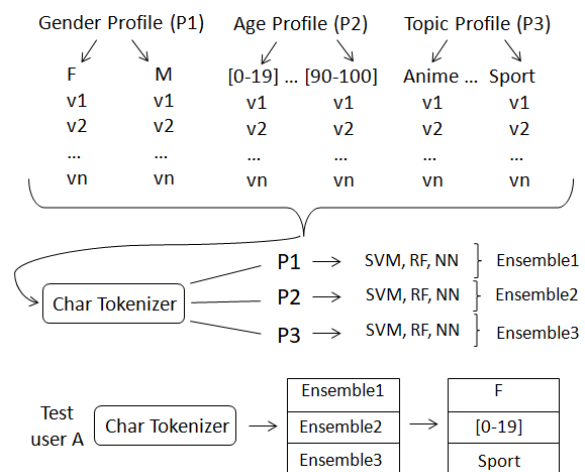 Gender Profile (P1) Age Profile (P2) Topic Profile (P3)
F M [0-19] ... [90-100] Anime ... Sport
v1 v1 v1 v1 v1 v1
v2 v2 v2 v2 v2 v2
... ... ... ... ... ...
vn vn vn vn vn vn
P1 SVM, RF, NN Ensemble1
Char Tokenizer P2 SVM, RF, NN Ensemble2
P3 SVM, RF, NN Ensemble3
Ensemble1 F
Test
user A Char Tokenizer Ensemble2 [0-19]
Ensemble3 Sport